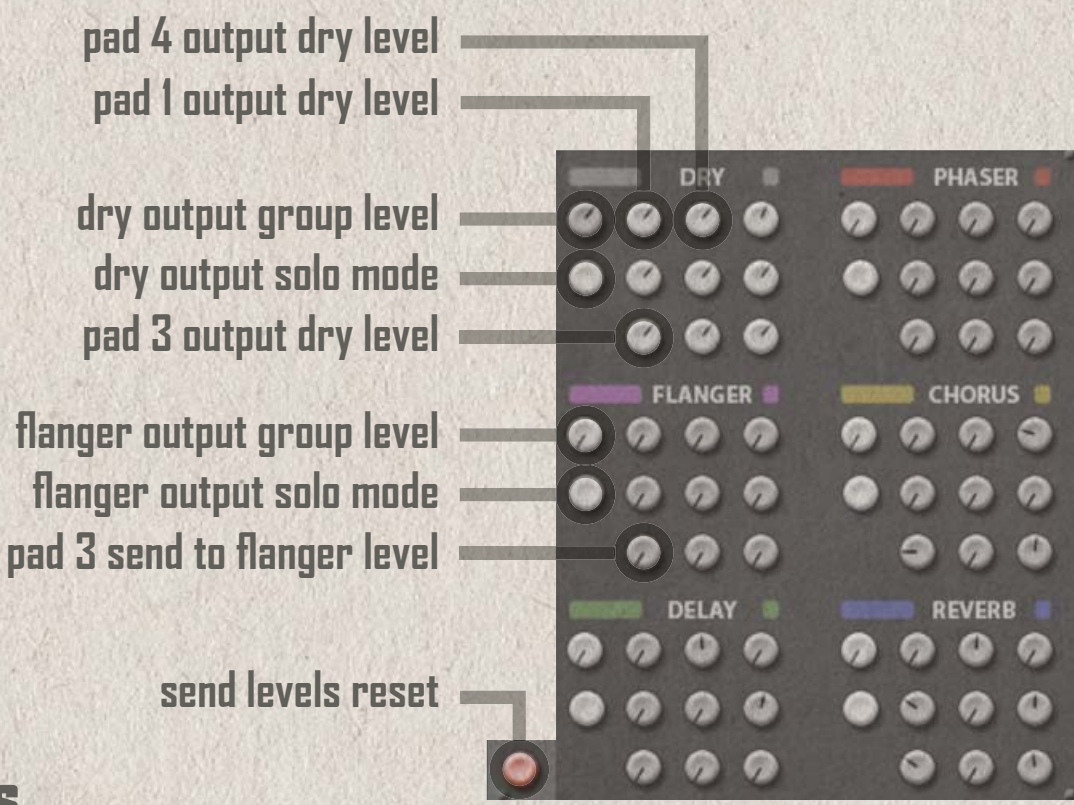 pad 4 output dry level
pad 1 output dry level
DRY
PHASER
dry output group level
dry output solo mode
pad 3 output dry level
FLANGER
CHORUS
flanger output group level
flanger output solo mode
pad 3 send to flanger level
DELAY
REVERB
send levels reset